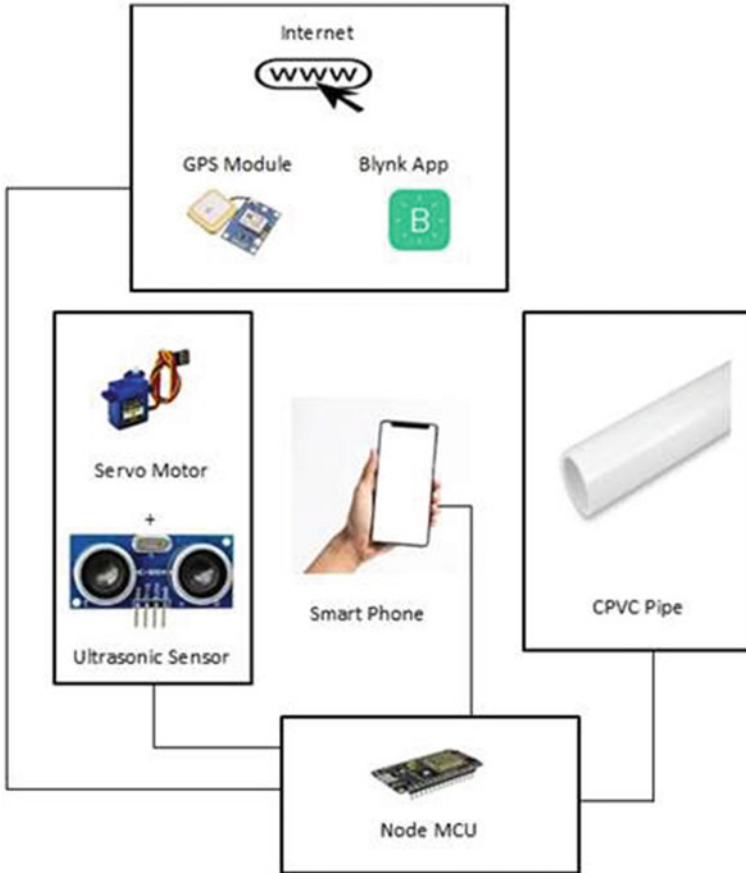 Internet
WWW
GPS Module
Blynk App
B
Servo Motor
+
Ultrasonic Sensor
Smart Phone
CPVC Pipe
Node MCU